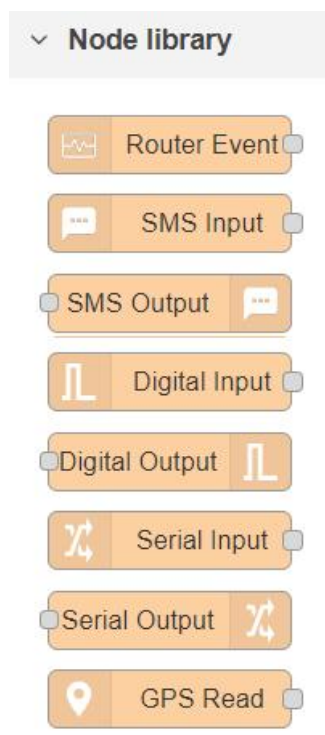 Node library
Router Event
SMS Input
SMS Output
Digital Input
Digital Output
Serial Input
Serial Output
GPS Read